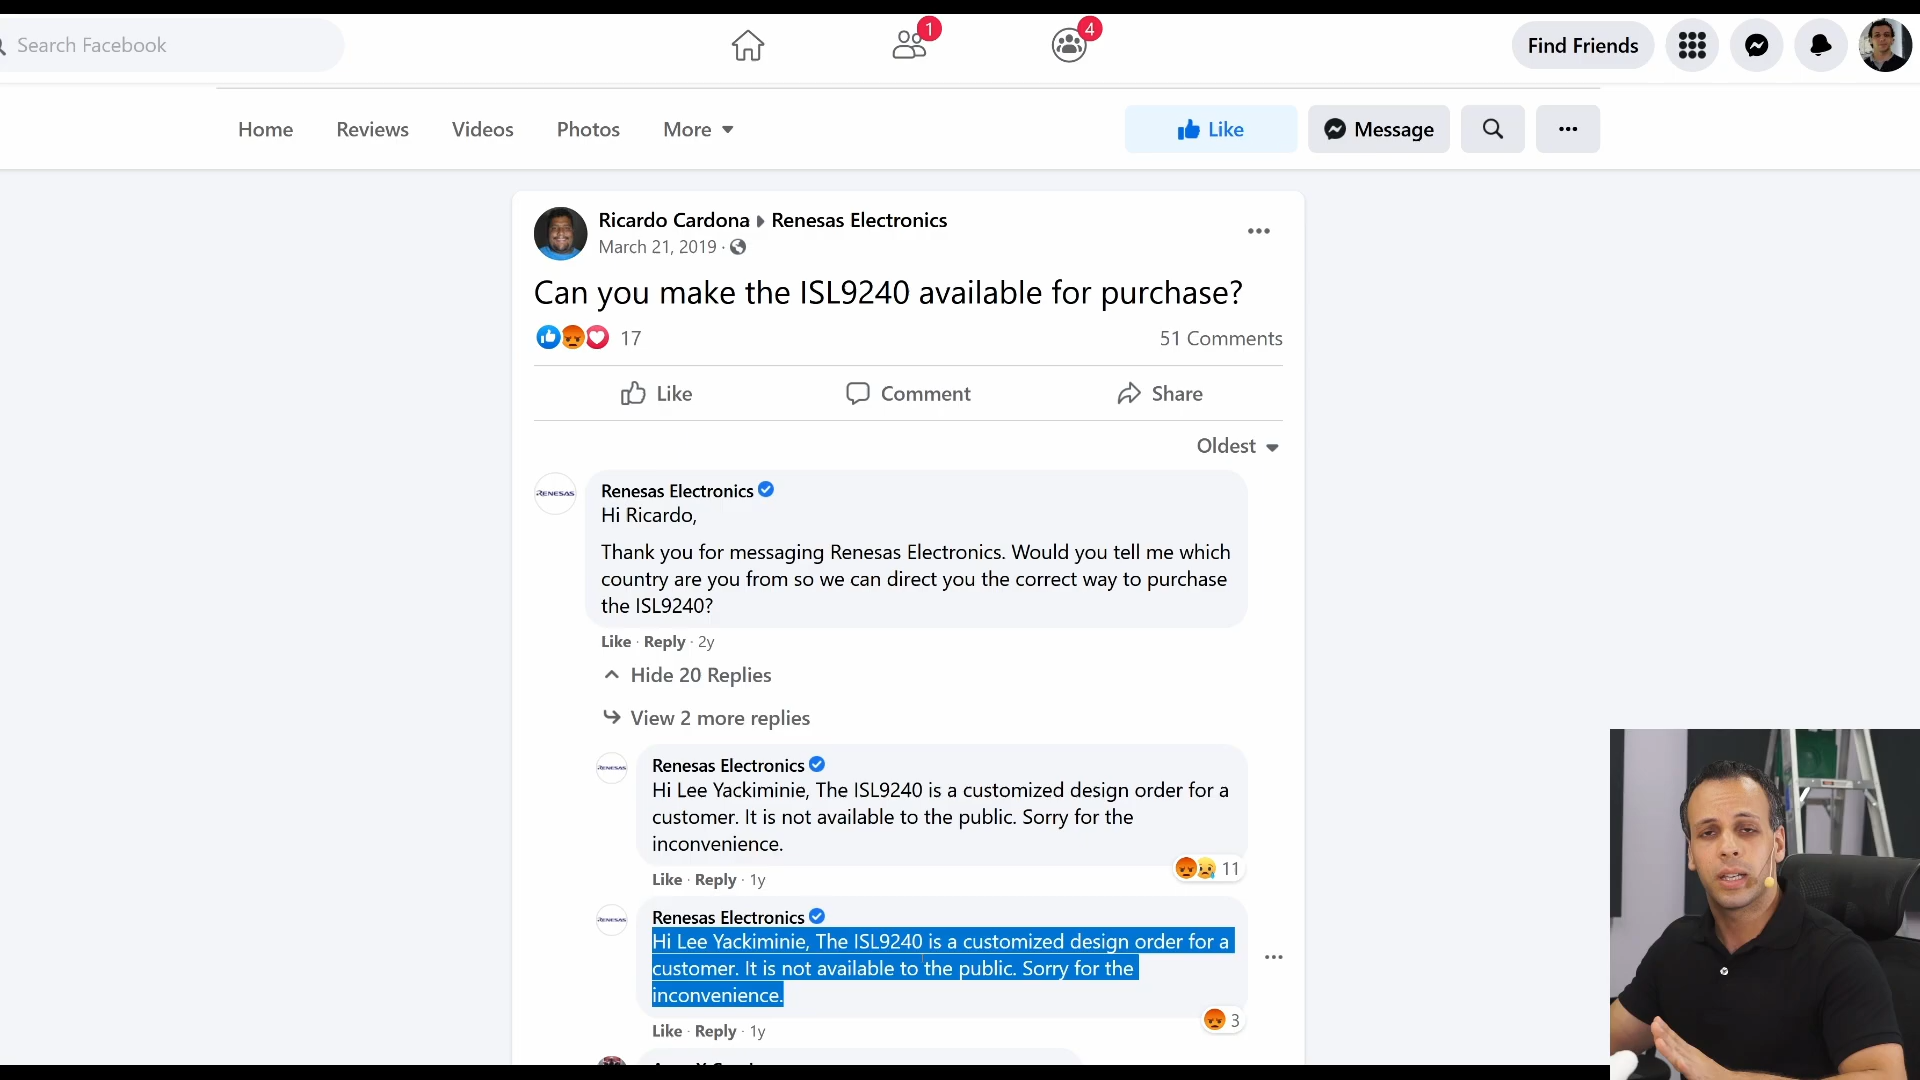 Search Facebook
1
4
Find Friends
Home
Reviews
Videos
Photos
More
Like
Message
Ricardo Cardona
Renesas Electronics
March 21, 2019 ·
Can you make the ISL9240 available for purchase?
17
51 Comments
Like
Comment
Share
Oldest
RENESAS
Renesas Electronics
Hi Ricardo,
Thank you for messaging Renesas Electronics. Would you tell me which
country are you from so we can direct you the correct way to purchase
the ISL9240?
Like · Reply · 2y
Hide 20 Replies
View 2 more replies
RENESAS
Renesas Electronics
Hi Lee Yackiminie, The ISL9240 is a customized design order for a
customer. It is not available to the public. Sorry for the
inconvenience.
11
Like · Reply · 1y
RENESAS
Renesas Electronics
Hi Lee Yackiminie, The ISL9240 is a customized design order for a
customer. It is not available to the public. Sorry for the
inconvenience.
3
Like · Reply · 1y